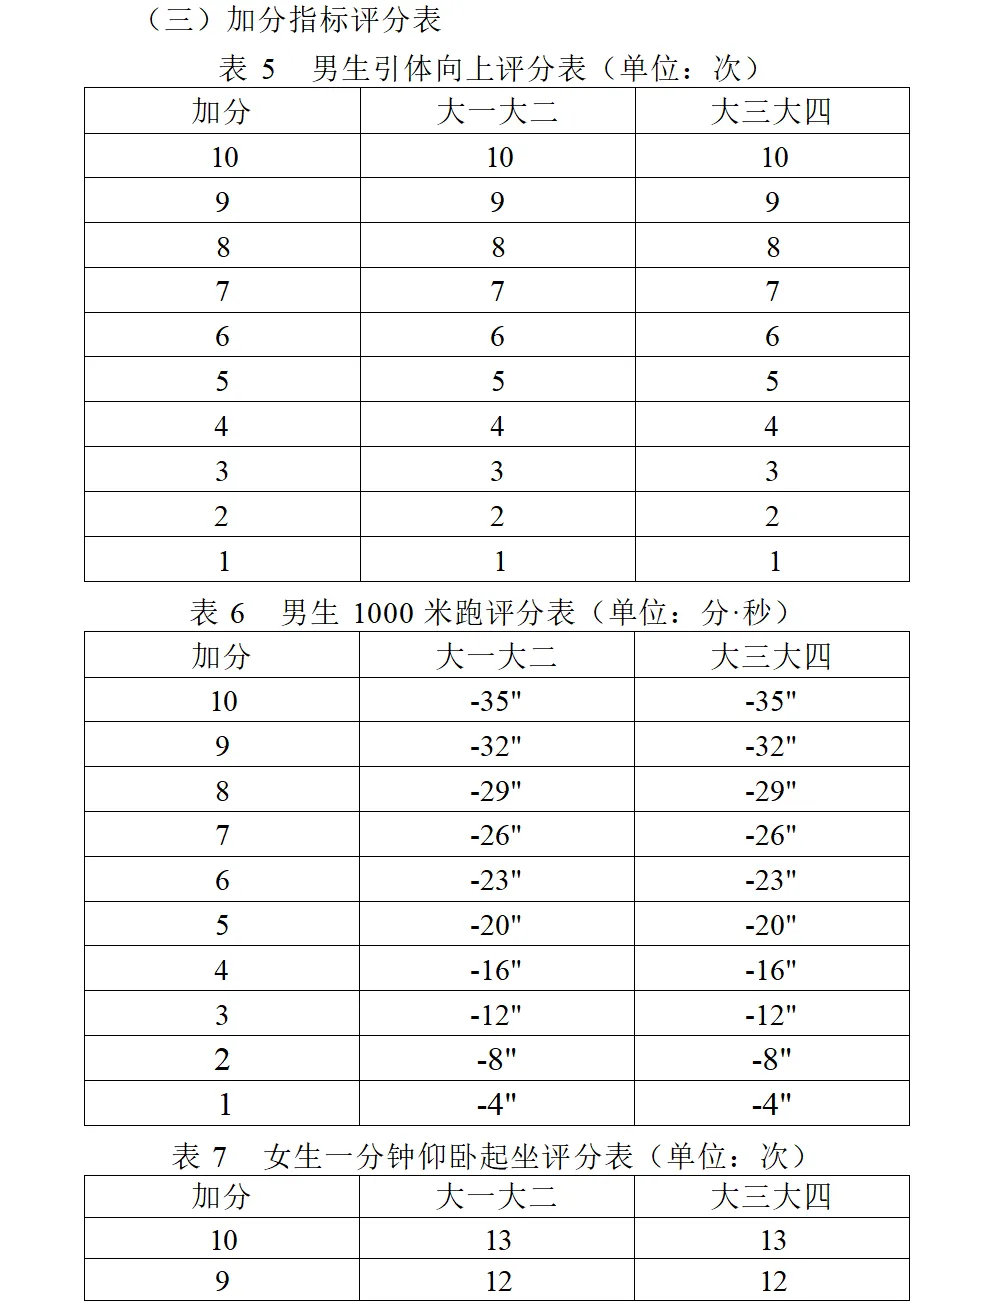 （三）加分指标评分表
表 5 男生引体向上评分表（单位：次）
加分 大一大二 大三大四
10 10 10
9 9 9
8 8 8
7 7 7
6 6 6
5 5 5
4 4 4
3 3 3
2 2 2
1 1 1
表 6 男生 1000 米跑评分表（单位：分·秒）
加分 大一大二 大三大四
10 -35" -35"
9 -32" -32"
8 -29" -29"
7 -26" -26"
6 -23" -23"
5 -20" -20"
4 -16" -16"
3 -12" -12"
2 -8" -8"
1 -4" -4"
表 7 女生一分钟仰卧起坐评分表（单位：次）
加分 大一大二 大三大四
10 13 13
9 12 12